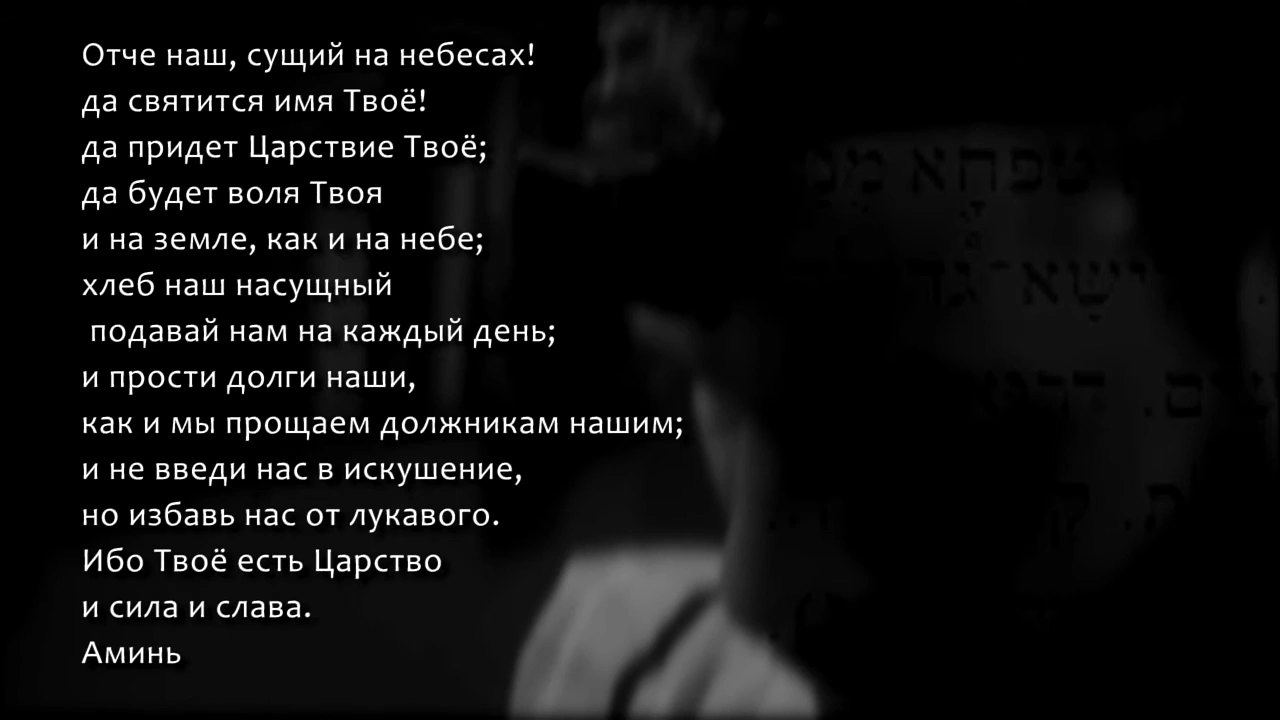 Отче наш, сущий на небесах!
да святится имя Твоё!
да придет Царствие Твоё;
да будет воля Твоя
и на земле, как и на небе;
хлеб наш насущный
подавай нам на каждый день;
и прости долги наши,
как и мы прощаем должникам нашим;
и не введи нас в искушение,
но избавь нас от лукавого.
Ибо Твоё есть Царство
и сила и слава.
Аминь